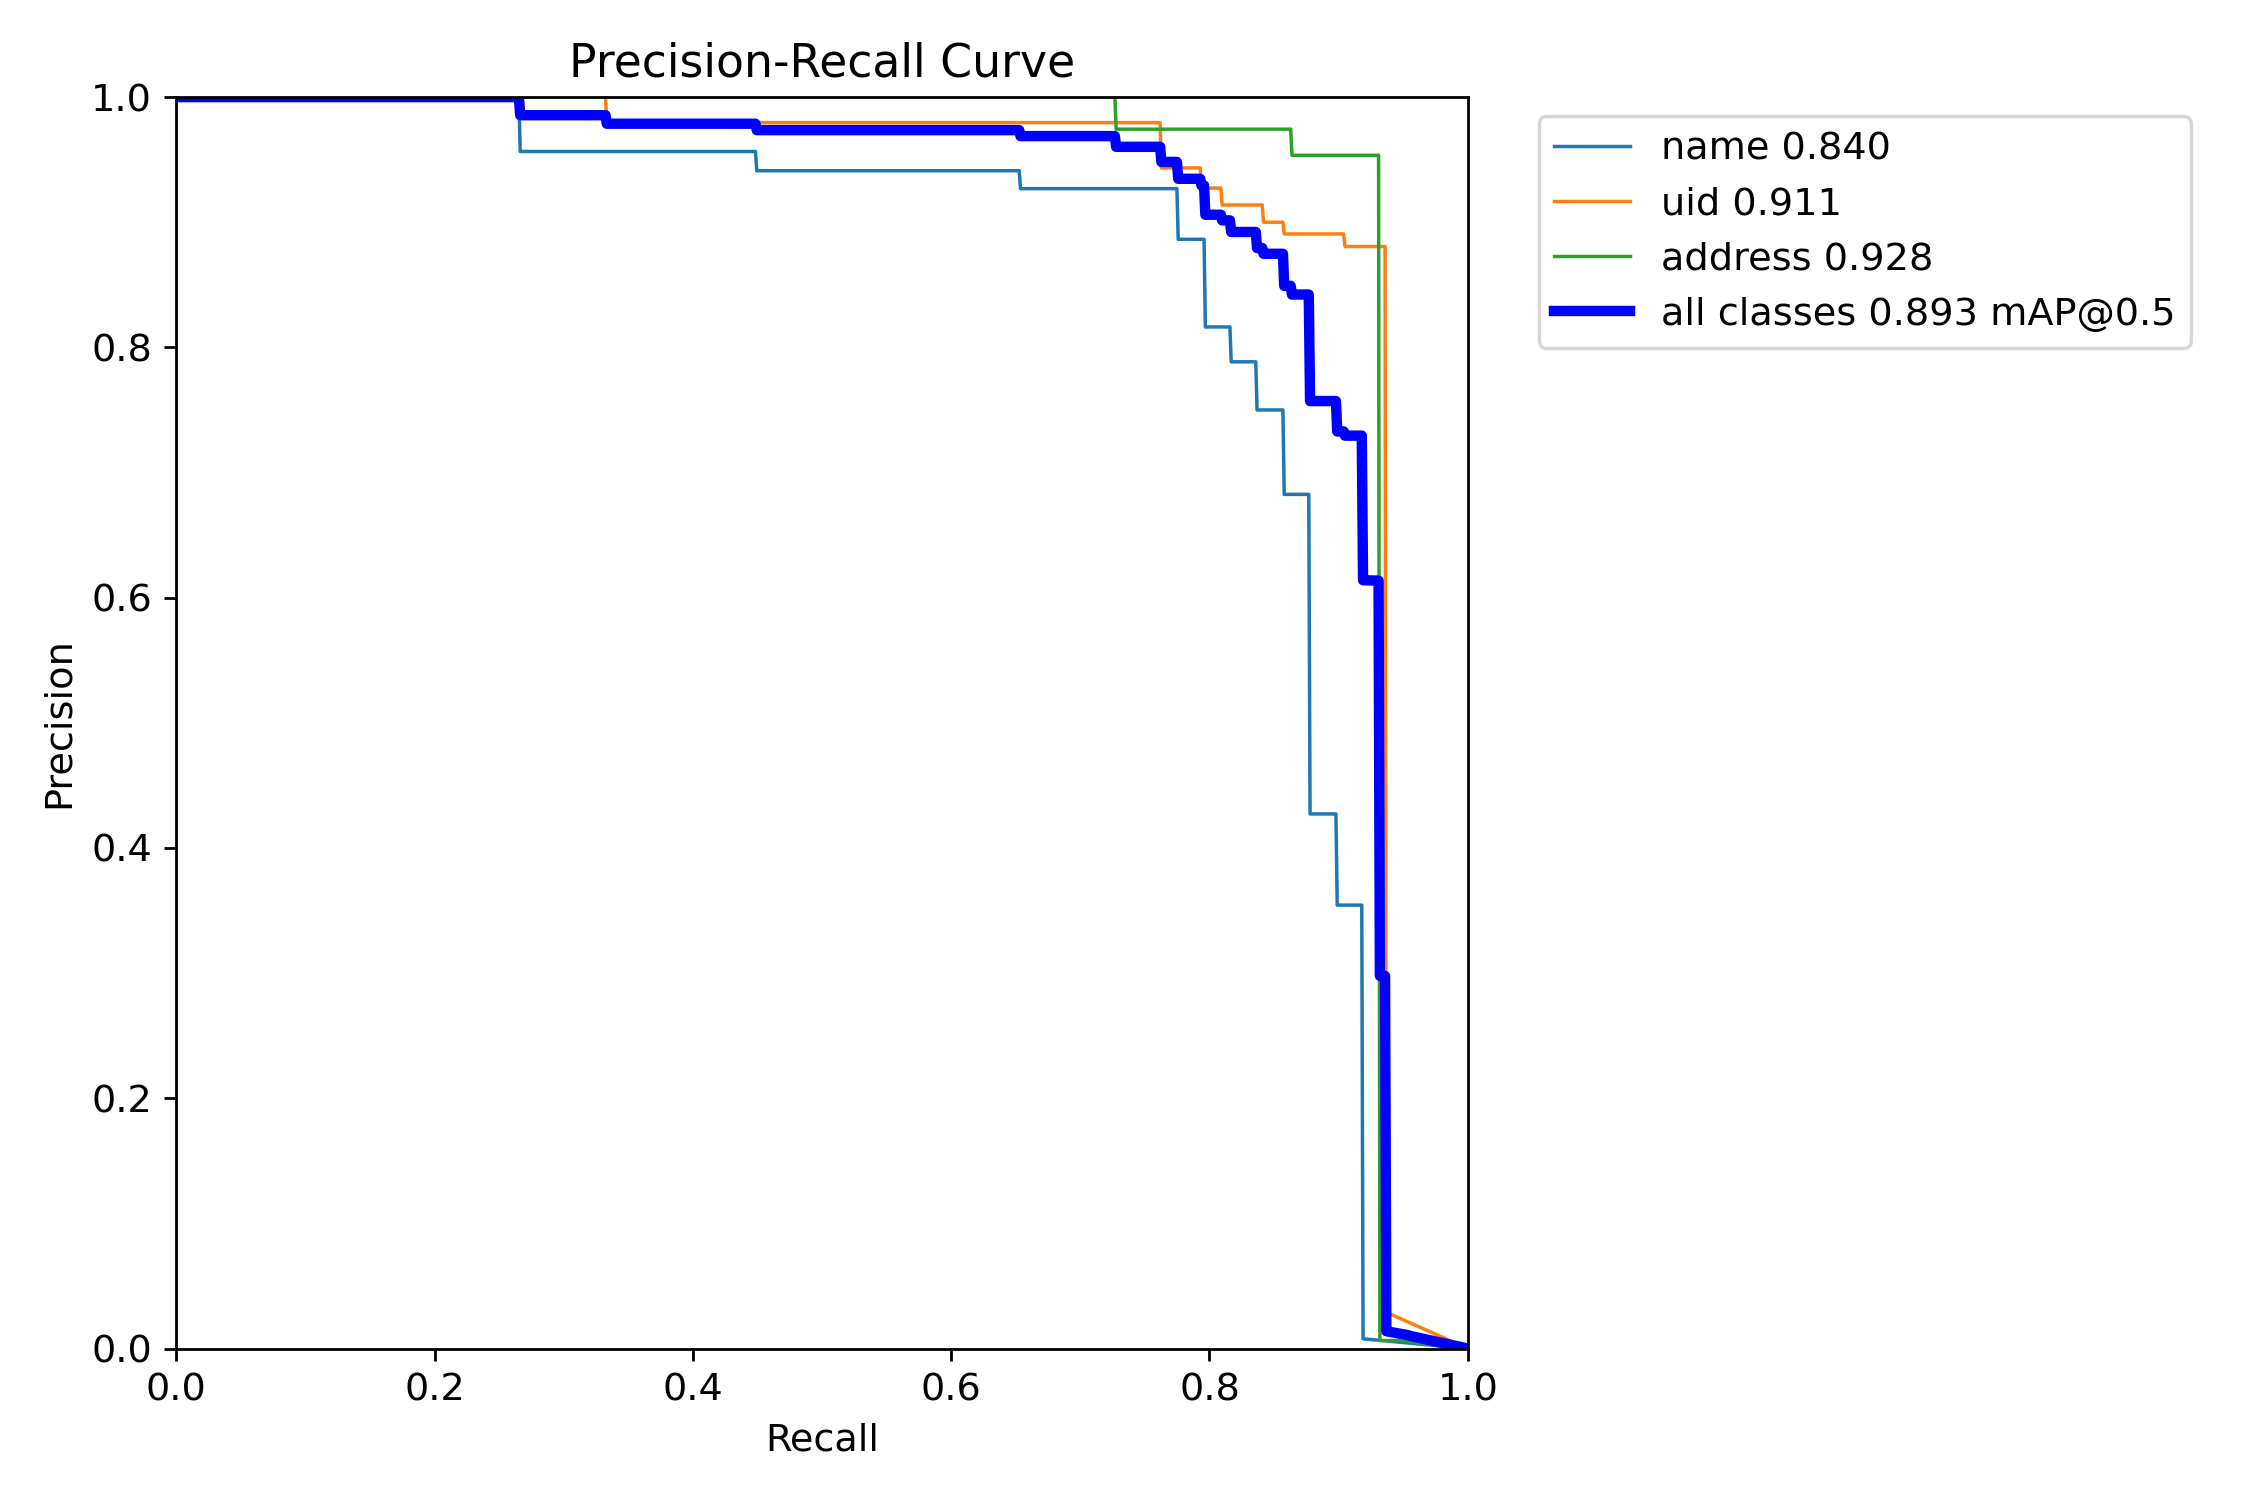 Precision-Recall Curve
1.0
0.8
0.6
0.4
0.2
0.0
Precision
0.0 0.2 0.4 0.6 0.8 1.0
Recall
name 0.840
uid 0.911
address 0.928
all classes 0.893 mAP@0.5